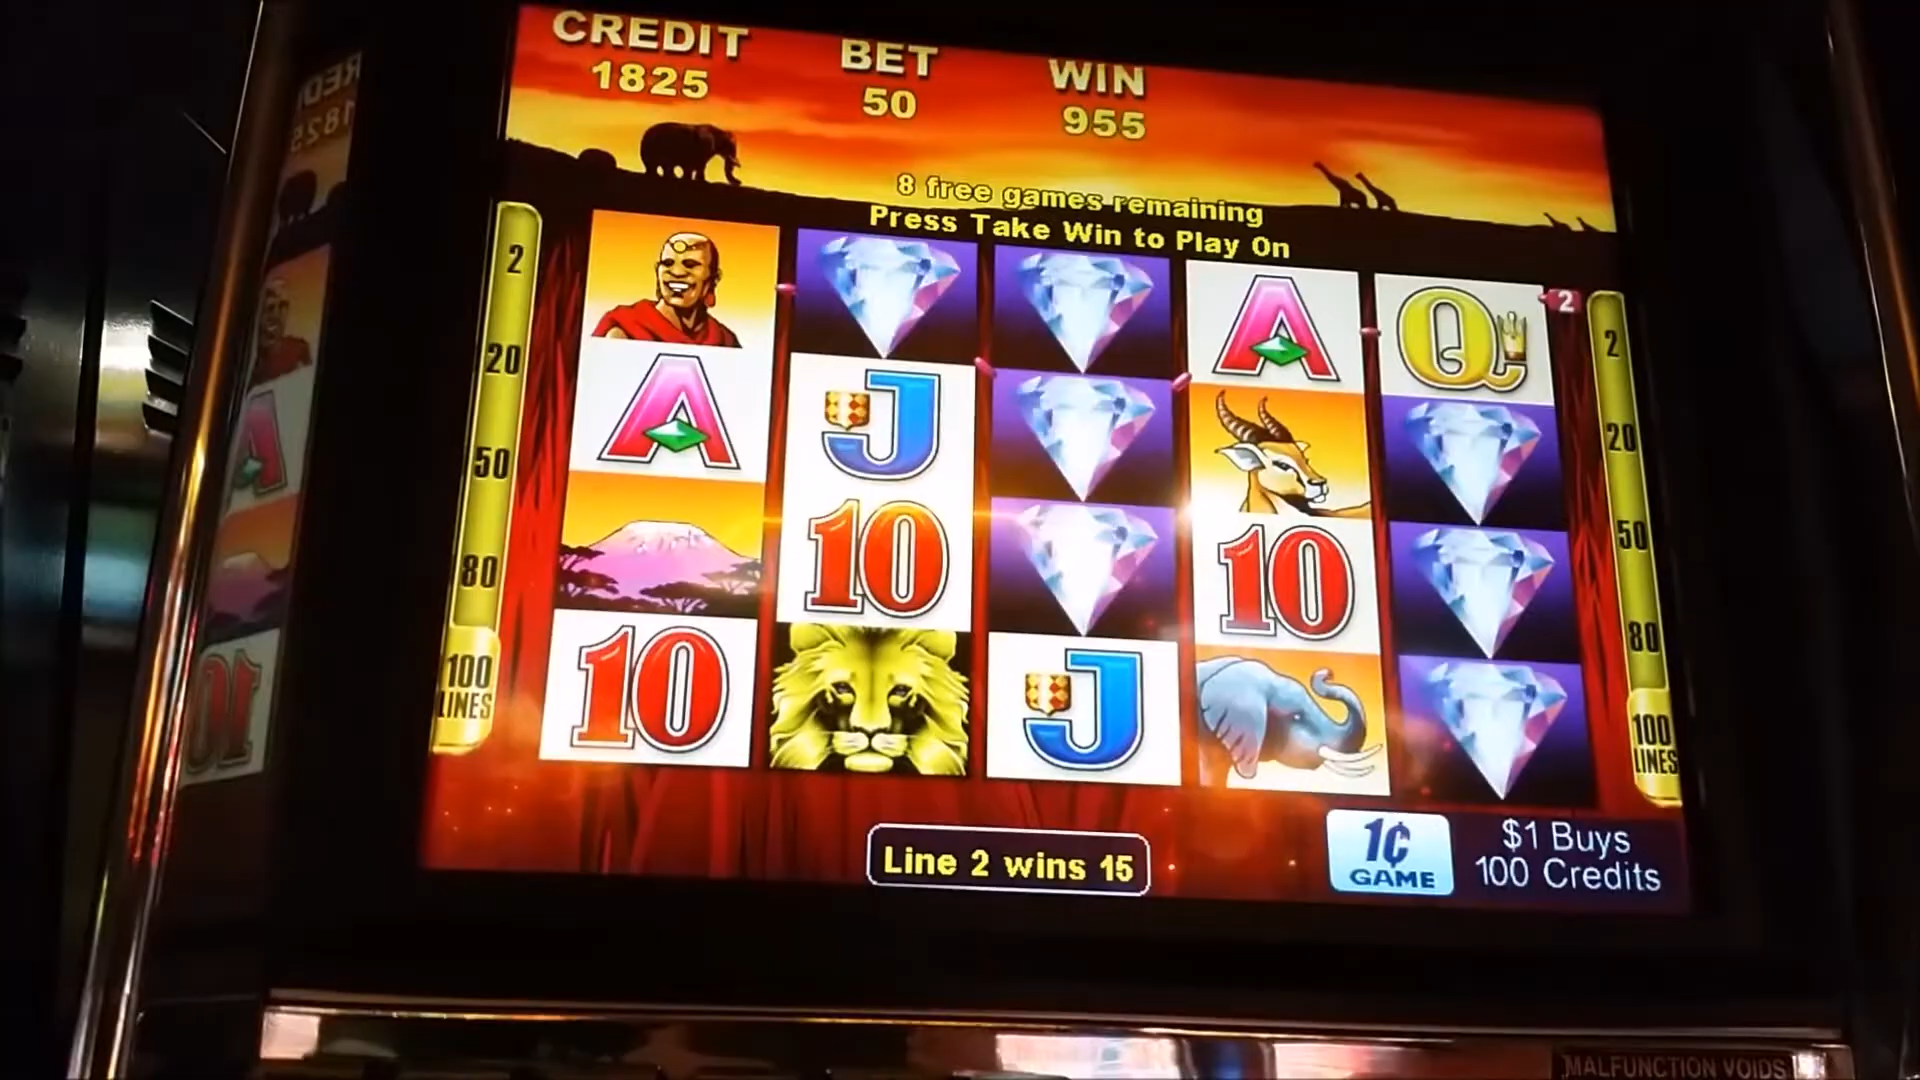 CREDIT
1825
BET
50
WIN
955
8 free games remaining
Press Take Win to Play On
2
20
50
80
100
LINES
A
10
J
10
J
A
10
Q
2
2
20
50
80
100
LINES
Line 2 wins 15
1¢
GAME
$1 Buys
100 Credits
MALFUNCTION VOIDS